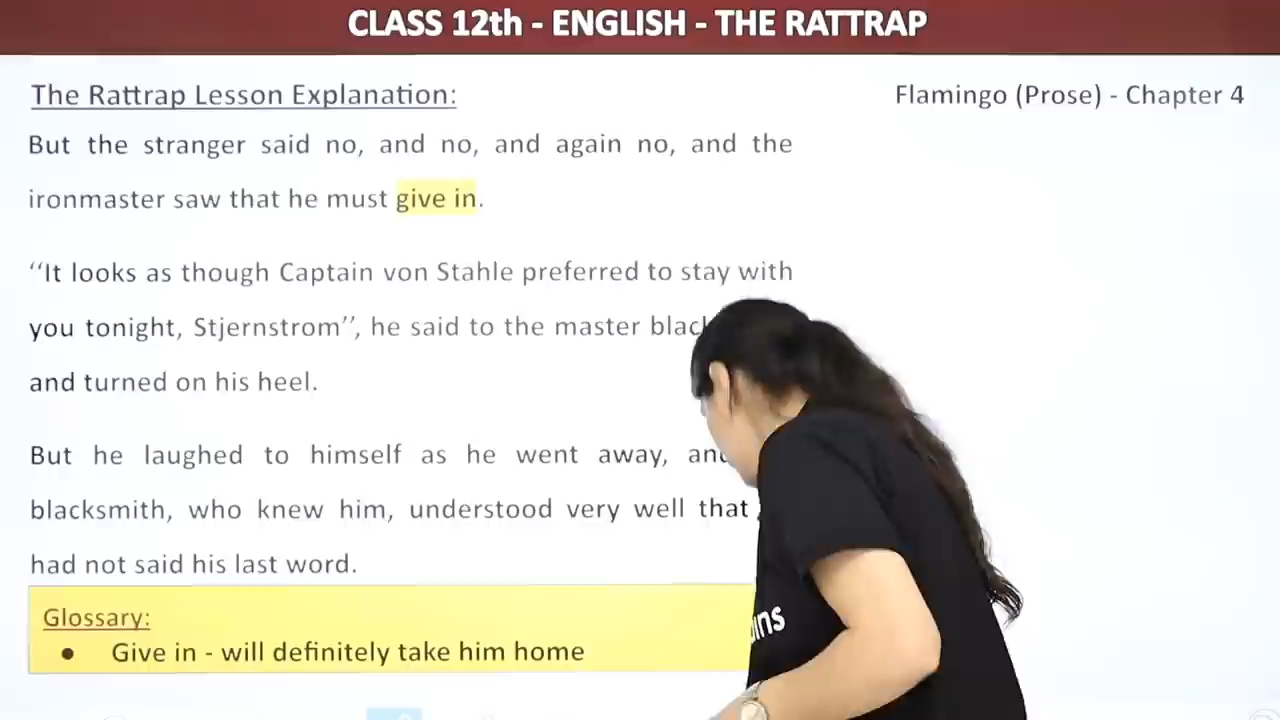 CLASS 12th - ENGLISH - THE RATTRAP
The Rattrap Lesson Explanation:
Flamingo (Prose) - Chapter 4
But the stranger said no, and no, and again no, and the
ironmaster saw that he must give in.
‘‘It looks as though Captain von Stahle preferred to stay with
you tonight, Stjernstrom’’, he said to the master
and turned on his heel.
But he laughed to himself as he went away,
blacksmith, who knew him, understood very well that
had not said his last word.
Glossary:
● Give in - will definitely take him home